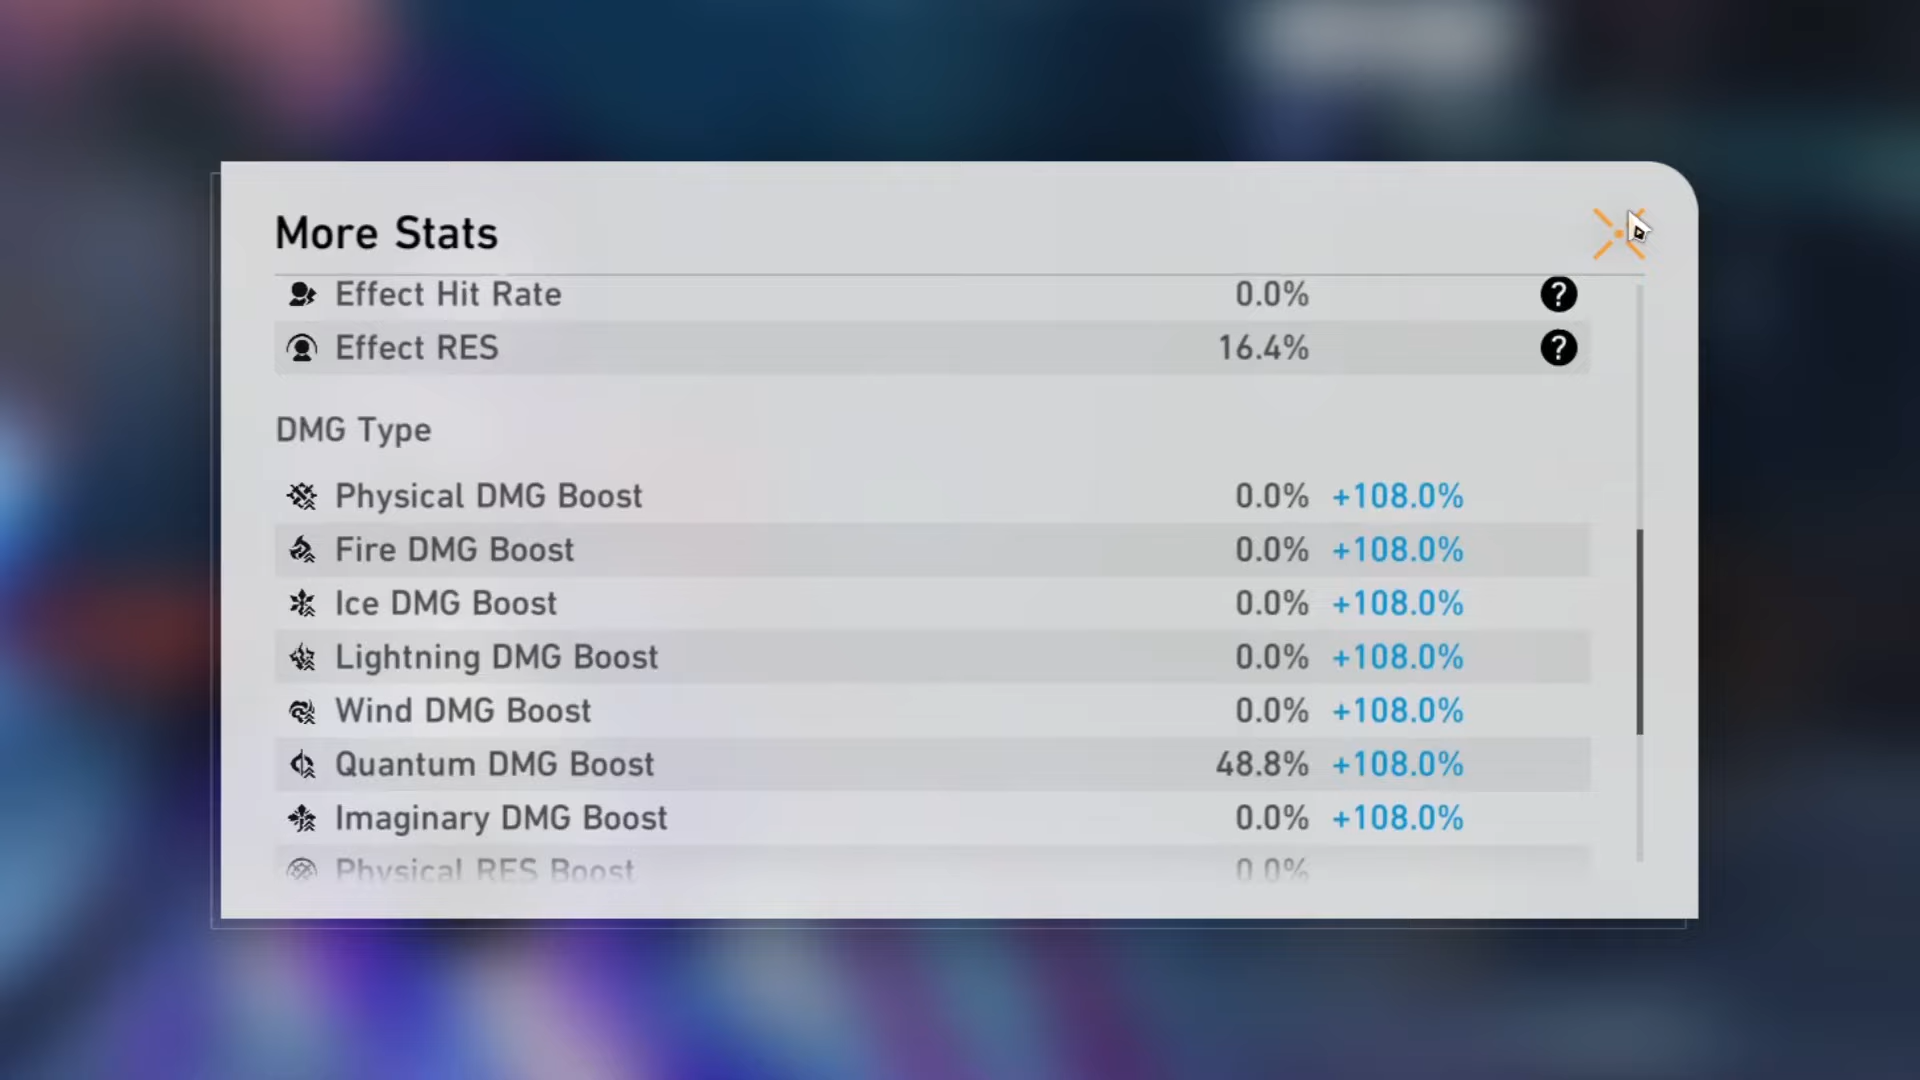 More Stats
Effect Hit Rate 0.0% ?
Effect RES 16.4% ?
DMG Type
Physical DMG Boost 0.0% +108.0%
Fire DMG Boost 0.0% +108.0%
Ice DMG Boost 0.0% +108.0%
Lightning DMG Boost 0.0% +108.0%
Wind DMG Boost 0.0% +108.0%
Quantum DMG Boost 48.8% +108.0%
Imaginary DMG Boost 0.0% +108.0%
Physical RES Boost 0.0%